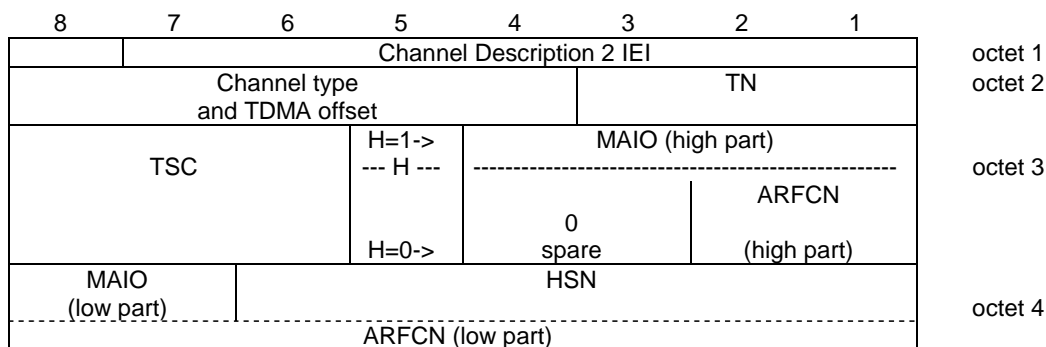 8 7 6 5 4 3 2 1
Channel Description 2 IEI octet 1
Channel type TN octet 2
and TDMA offset
H=1-> MAIO (high part)
TSC --- H --- ---------------------------------------------------- octet 3
ARFCN
0
H=0-> spare (high part)
MAIO HSN
(low part) octet 4
ARFCN (low part)